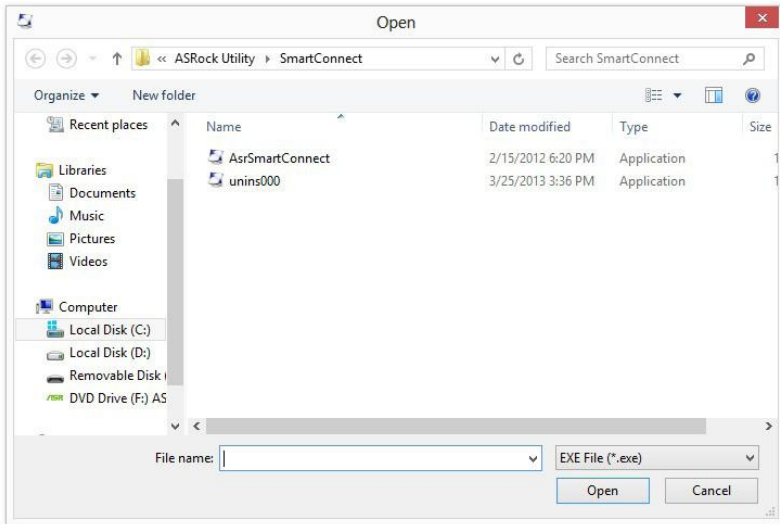 Open
« ASRock Utility ▸ SmartConnect
Search SmartConnect
Organize ▾ New folder
Name Date modified Type Size
Recent places
Libraries
Documents
Music
Pictures
Videos
Computer
Local Disk (C:)
Local Disk (D:)
Removable Disk (
DVD Drive (F:) AS
AsrSmartConnect 2/15/2012 6:20 PM Application 1
unins000 3/25/2013 3:36 PM Application 1
File name:
EXE File (*.exe)
Open Cancel